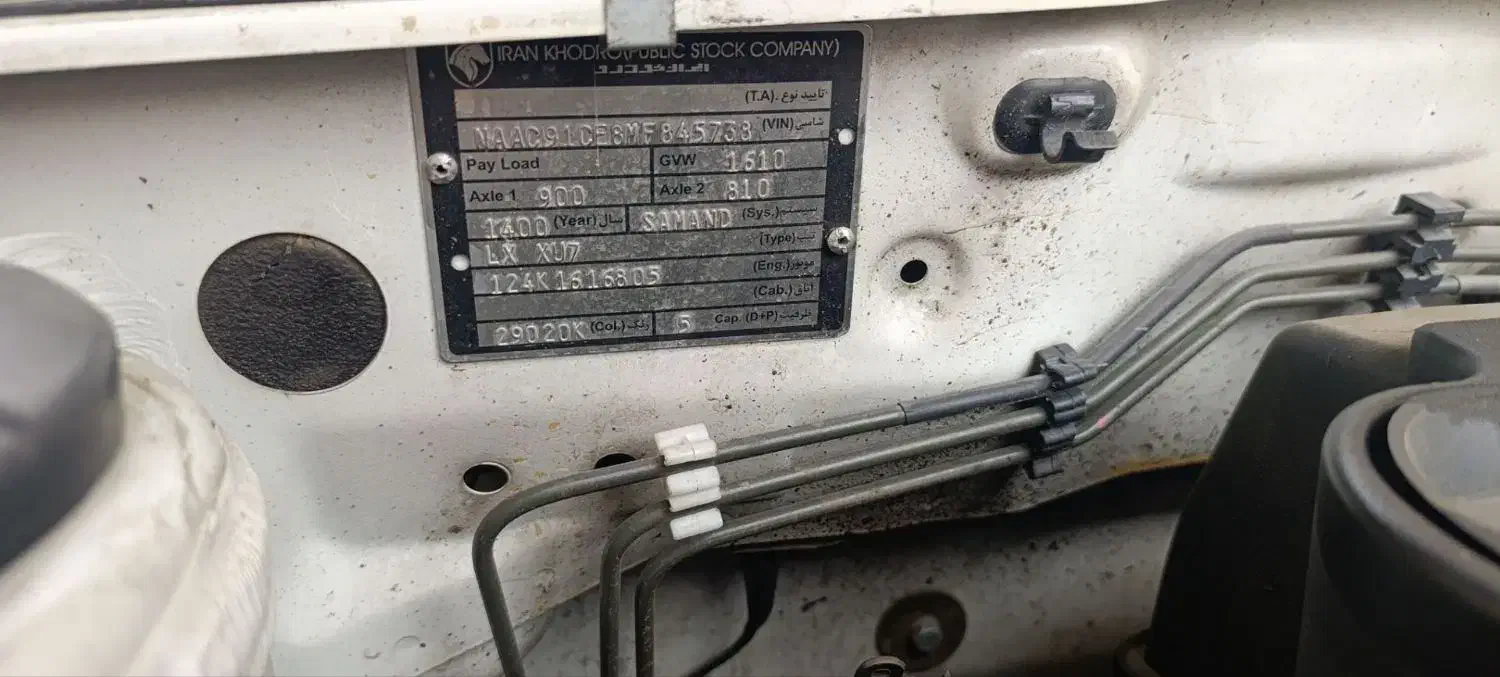 IRAN KHODRO (PUBLIC STOCK COMPANY)
ایران خودرو
تایید نوع (T.A.)
NAAC91CE8MF845738 شاسی (VIN)
Pay Load GVW 1610
Axle 1 900 Axle 2 810
1400 سال (Year) SAMAND سیستم (Sys.)
LX XU7 تیپ (Type)
124K1616805 موتور (Eng.)
اتاق (Cab.)
29020K رنگ (Col.) 5 ظرفیت Cap. (D+P)